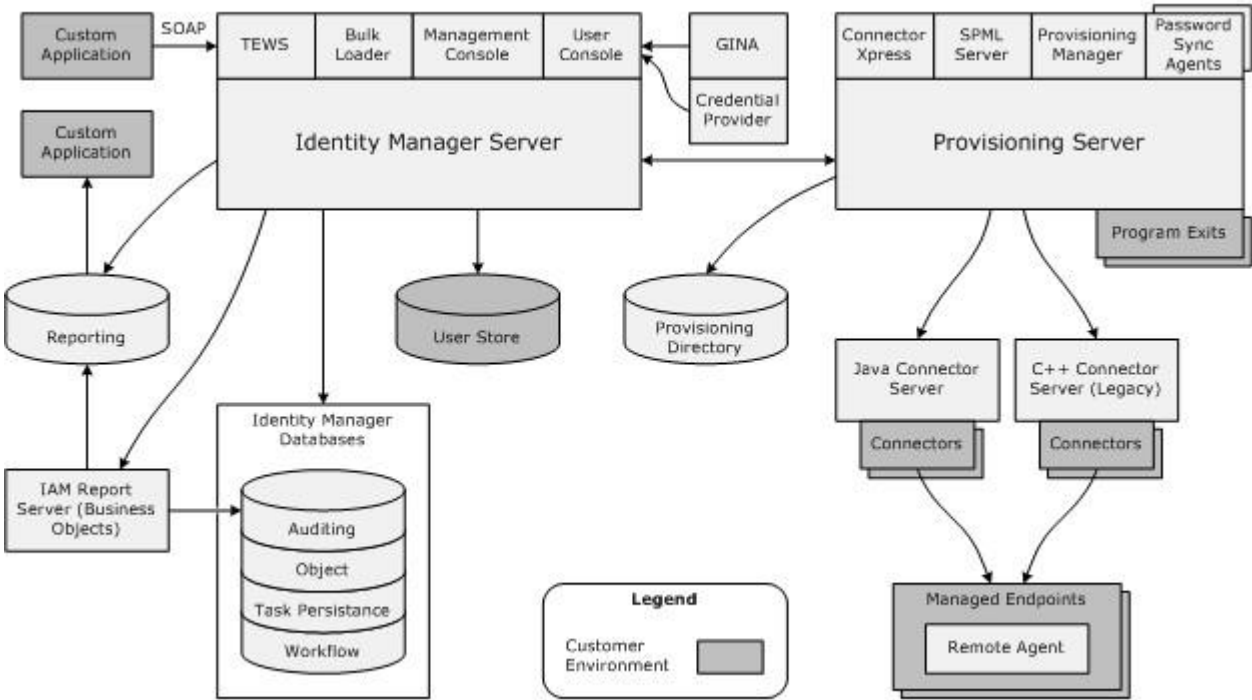 Custom
Application
SOAP
TEWS
Bulk
Loader
Management
Console
User
Console
GINA
Credential
Provider
Identity Manager Server
Connector
Xpress
SPML
Server
Provisioning
Manager
Password
Sync
Agents
Provisioning Server
Program Exits
Custom
Application
Reporting
User Store
Provisioning
Directory
Java Connector
Server
C++ Connector
Server (Legacy)
Connectors
Connectors
IAM Report
Server (Business
Objects)
Identity Manager
Databases
Auditing
Object
Task Persistance
Workflow
Legend
Customer
Environment
Managed Endpoints
Remote Agent